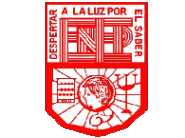 DESPERTAR A LA LUZ POR EL SABER
ENP